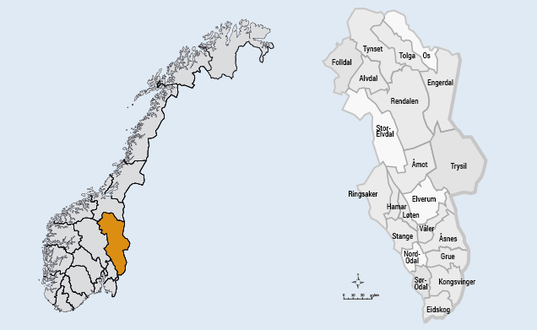 Tynset
Tolga
Os
Folldal
Alvdal
Engerdal
Rendalen
Stor-
Elvdal
Åmot
Trysil
Ringsaker
Hamar
Elverum
Løten
Våler
Stange
Åsnes
Nord-
Odal
Grue
Sør-
Odal
Kongsvinger
Eidskog